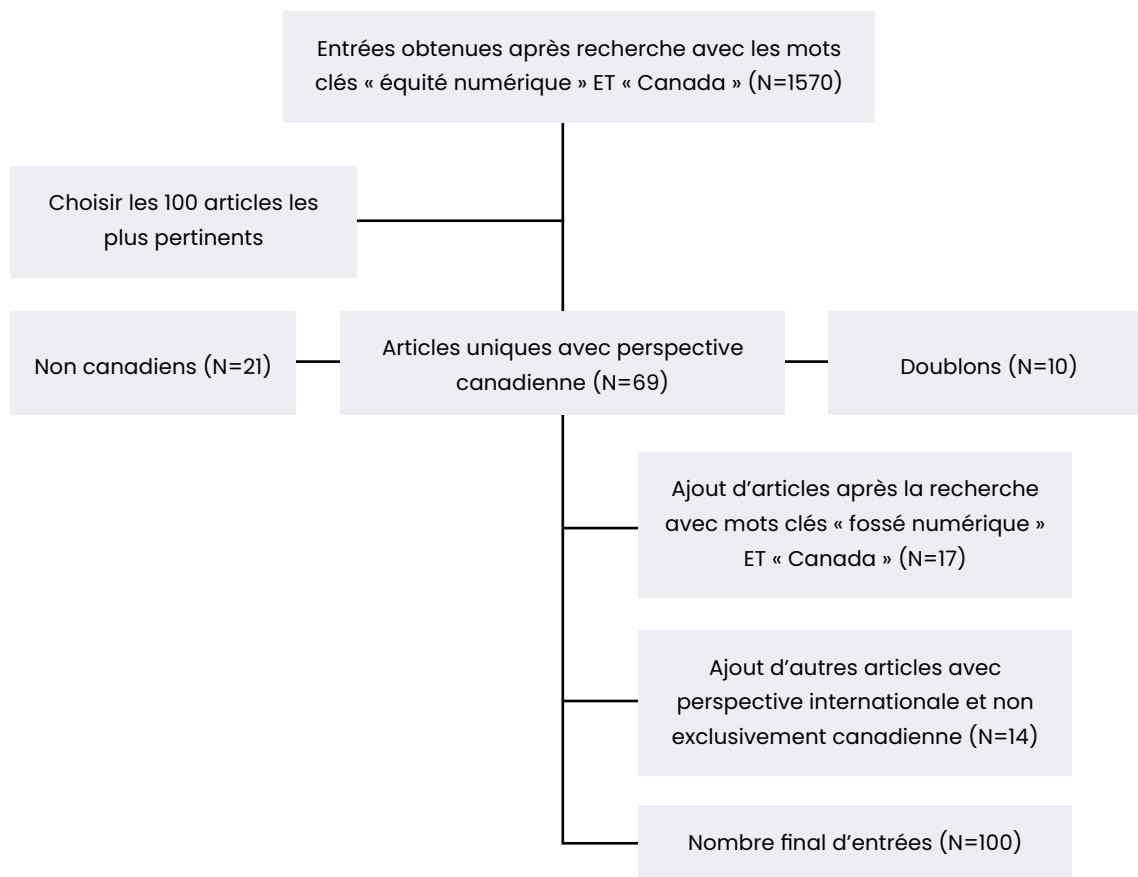 Entrées obtenues après recherche avec les mots
clés « équité numérique » ET « Canada » (N=1570)
Choisir les 100 articles les
plus pertinents
Non canadiens (N=21)
Articles uniques avec perspective
canadienne (N=69)
Doublons (N=10)
Ajout d’articles après la recherche
avec mots clés « fossé numérique »
ET « Canada » (N=17)
Ajout d’autres articles avec
perspective internationale et non
exclusivement canadienne (N=14)
Nombre final d’entrées (N=100)